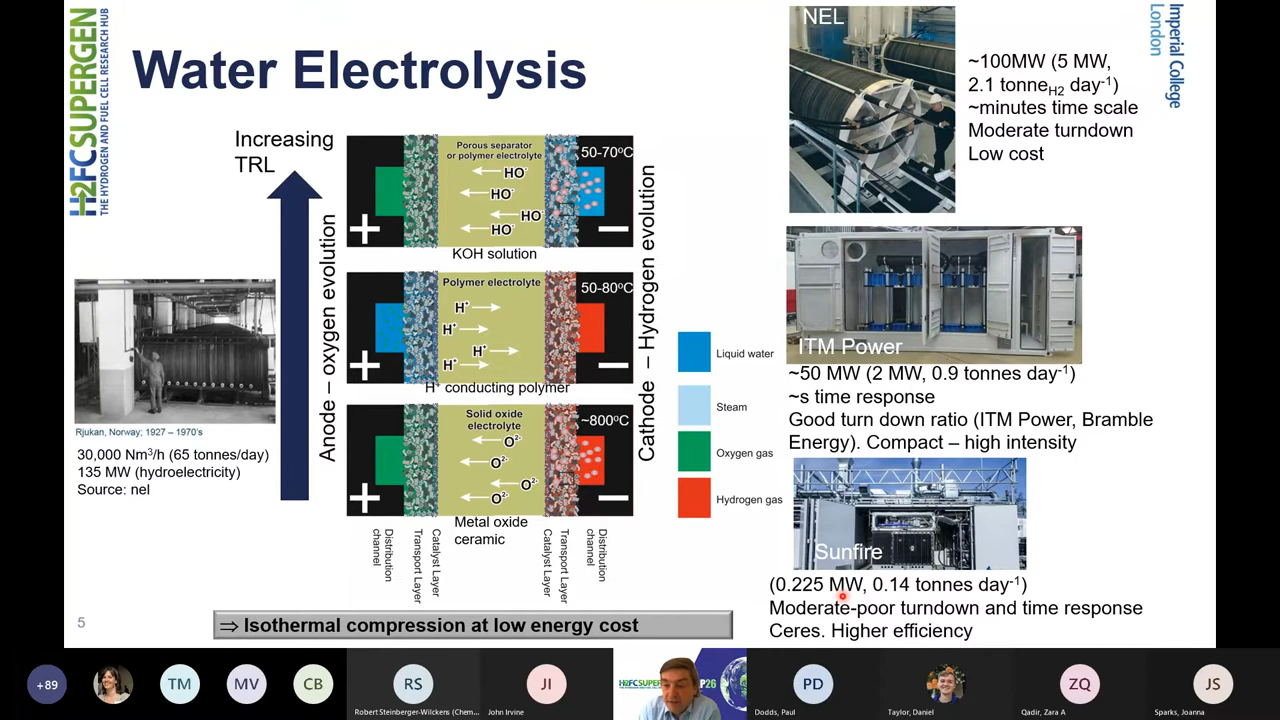 H2FCSUPERGEN
THE HYDROGEN AND FUEL CELL RESEARCH HUB
Water Electrolysis
Imperial College
London
Increasing
TRL
Anode – oxygen evolution
Porous separator
or polymer electrolyte
50-70ºC
HO⁻
HO⁻
HO⁻
HO⁻
+
–
KOH solution
Polymer electrolyte
50-80ºC
H⁺
H⁺
H⁺
H⁺
+
–
H⁺ conducting polymer
Solid oxide
electrolyte
~800ºC
O²⁻
O²⁻
O²⁻
O²⁻
+
–
Metal oxide
ceramic
Distribution
channel
Transport Layer
Catalyst Layer
Catalyst Layer
Transport Layer
Distribution
channel
Cathode – Hydrogen evolution
Liquid water
Steam
Oxygen gas
Hydrogen gas
Rjukan, Norway; 1927 – 1970's
30,000 Nm³/h (65 tonnes/day)
135 MW (hydroelectricity)
Source: nel
NEL
~100MW (5 MW,
2.1 tonne_H2 day⁻¹)
~minutes time scale
Moderate turndown
Low cost
ITM Power
~50 MW (2 MW, 0.9 tonnes day⁻¹)
~s time response
Good turn down ratio (ITM Power, Bramble
Energy). Compact – high intensity
Sunfire
(0.225 MW, 0.14 tonnes day⁻¹)
Moderate-poor turndown and time response
Ceres. Higher efficiency
5
⇒ Isothermal compression at low energy cost
+89
TM
MV
CB
RS
Robert Steinberger-Wilckens (Chem...
JI
John Irvine
H2FCSUPER
P26
PD
Dodds, Paul
Taylor, Daniel
ZQ
Qadir, Zara A
JS
Sparks, Joanna